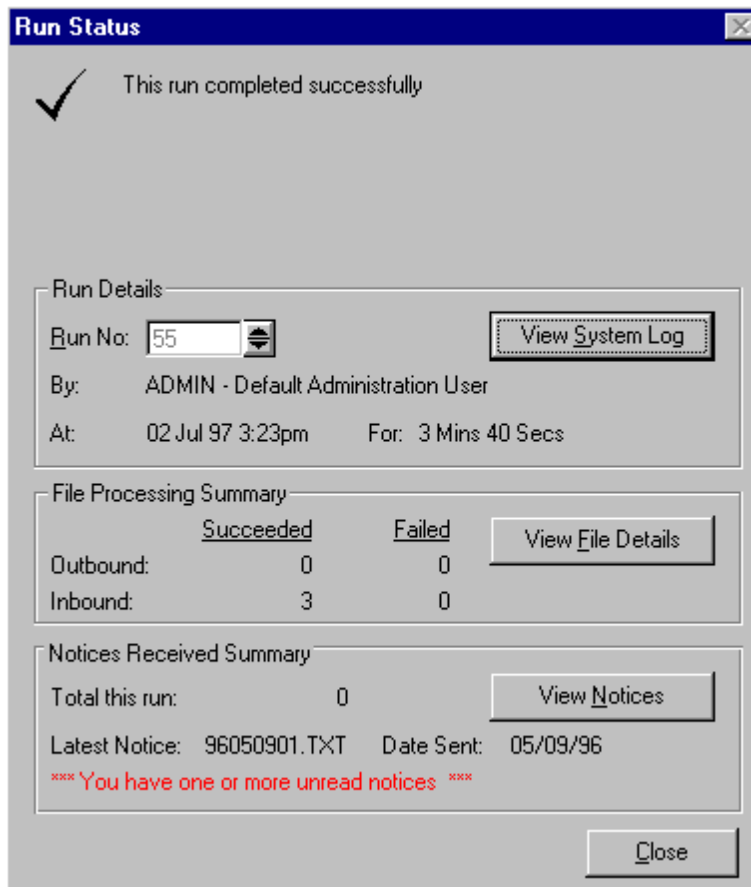 Run Status
This run completed successfully
Run Details
Run No: 55
View System Log
By: ADMIN - Default Administration User
At: 02 Jul 97 3:23pm For: 3 Mins 40 Secs
File Processing Summary
Succeeded Failed
View File Details
Outbound: 0 0
Inbound: 3 0
Notices Received Summary
Total this run: 0
View Notices
Latest Notice: 96050901.TXT Date Sent: 05/09/96
*** You have one or more unread notices ***
Close